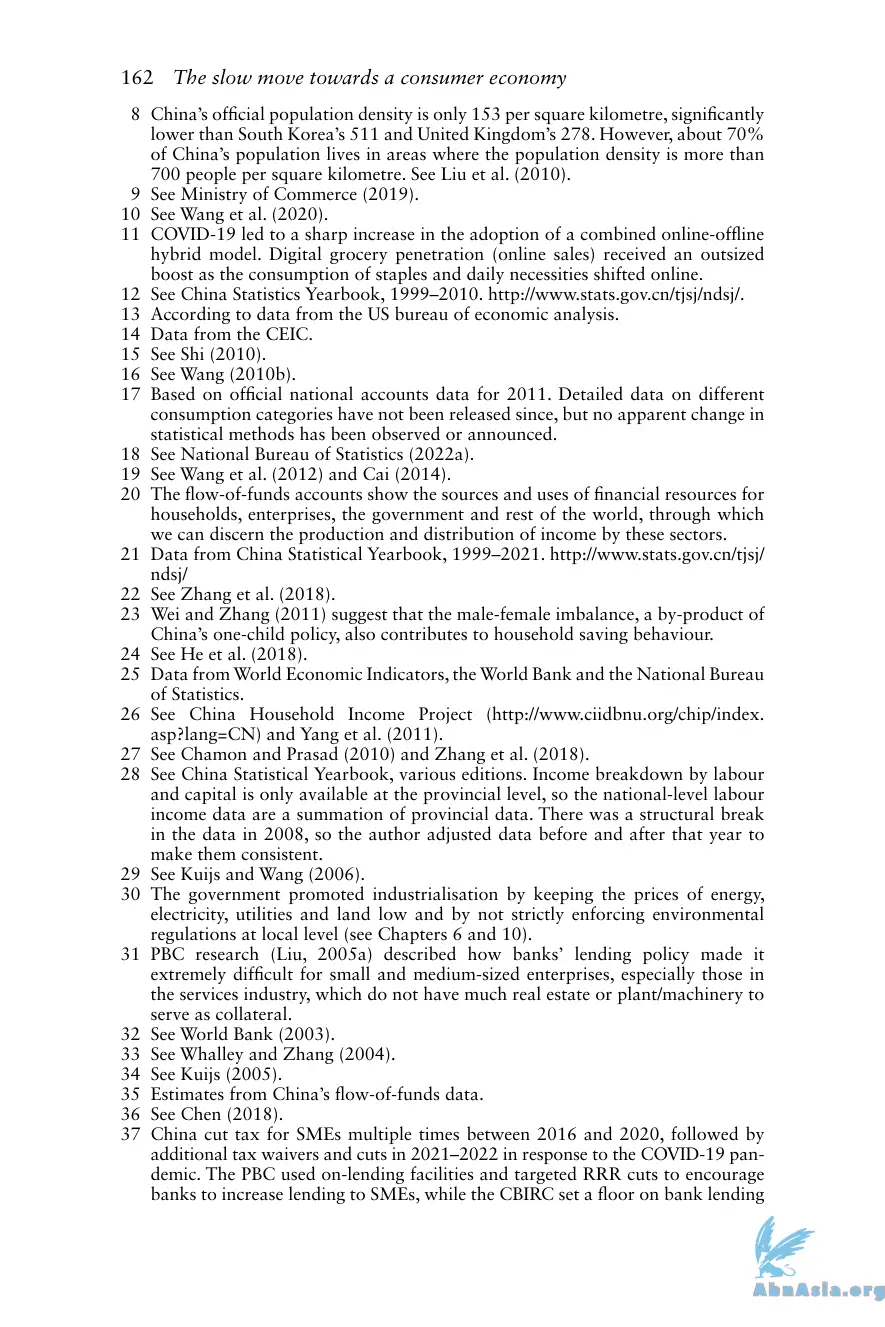 162 The slow move towards a consumer economy
8 China’s official population density is only 153 per square kilometre, significantly
lower than South Korea’s 511 and United Kingdom’s 278. However, about 70%
of China’s population lives in areas where the population density is more than
700 people per square kilometre. See Liu et al. (2010).
9 See Ministry of Commerce (2019).
10 See Wang et al. (2020).
11 COVID-19 led to a sharp increase in the adoption of a combined online-offline
hybrid model. Digital grocery penetration (online sales) received an outsized
boost as the consumption of staples and daily necessities shifted online.
12 See China Statistics Yearbook, 1999–2010. http://www.stats.gov.cn/tjsj/ndsj/.
13 According to data from the US bureau of economic analysis.
14 Data from the CEIC.
15 See Shi (2010).
16 See Wang (2010b).
17 Based on official national accounts data for 2011. Detailed data on different
consumption categories have not been released since, but no apparent change in
statistical methods has been observed or announced.
18 See National Bureau of Statistics (2022a).
19 See Wang et al. (2012) and Cai (2014).
20 The flow-of-funds accounts show the sources and uses of financial resources for
households, enterprises, the government and rest of the world, through which
we can discern the production and distribution of income by these sectors.
21 Data from China Statistical Yearbook, 1999–2021. http://www.stats.gov.cn/tjsj/
ndsj/
22 See Zhang et al. (2018).
23 Wei and Zhang (2011) suggest that the male-female imbalance, a by-product of
China’s one-child policy, also contributes to household saving behaviour.
24 See He et al. (2018).
25 Data from World Economic Indicators, the World Bank and the National Bureau
of Statistics.
26 See China Household Income Project (http://www.ciidbnu.org/chip/index.
asp?lang=CN) and Yang et al. (2011).
27 See Chamon and Prasad (2010) and Zhang et al. (2018).
28 See China Statistical Yearbook, various editions. Income breakdown by labour
and capital is only available at the provincial level, so the national-level labour
income data are a summation of provincial data. There was a structural break
in the data in 2008, so the author adjusted data before and after that year to
make them consistent.
29 See Kuijs and Wang (2006).
30 The government promoted industrialisation by keeping the prices of energy,
electricity, utilities and land low and by not strictly enforcing environmental
regulations at local level (see Chapters 6 and 10).
31 PBC research (Liu, 2005a) described how banks’ lending policy made it
extremely difficult for small and medium-sized enterprises, especially those in
the services industry, which do not have much real estate or plant/machinery to
serve as collateral.
32 See World Bank (2003).
33 See Whalley and Zhang (2004).
34 See Kuijs (2005).
35 Estimates from China’s flow-of-funds data.
36 See Chen (2018).
37 China cut tax for SMEs multiple times between 2016 and 2020, followed by
additional tax waivers and cuts in 2021–2022 in response to the COVID-19 pan-
demic. The PBC used on-lending facilities and targeted RRR cuts to encourage
banks to increase lending to SMEs, while the CBIRC set a floor on bank lending
AbnAsia.org